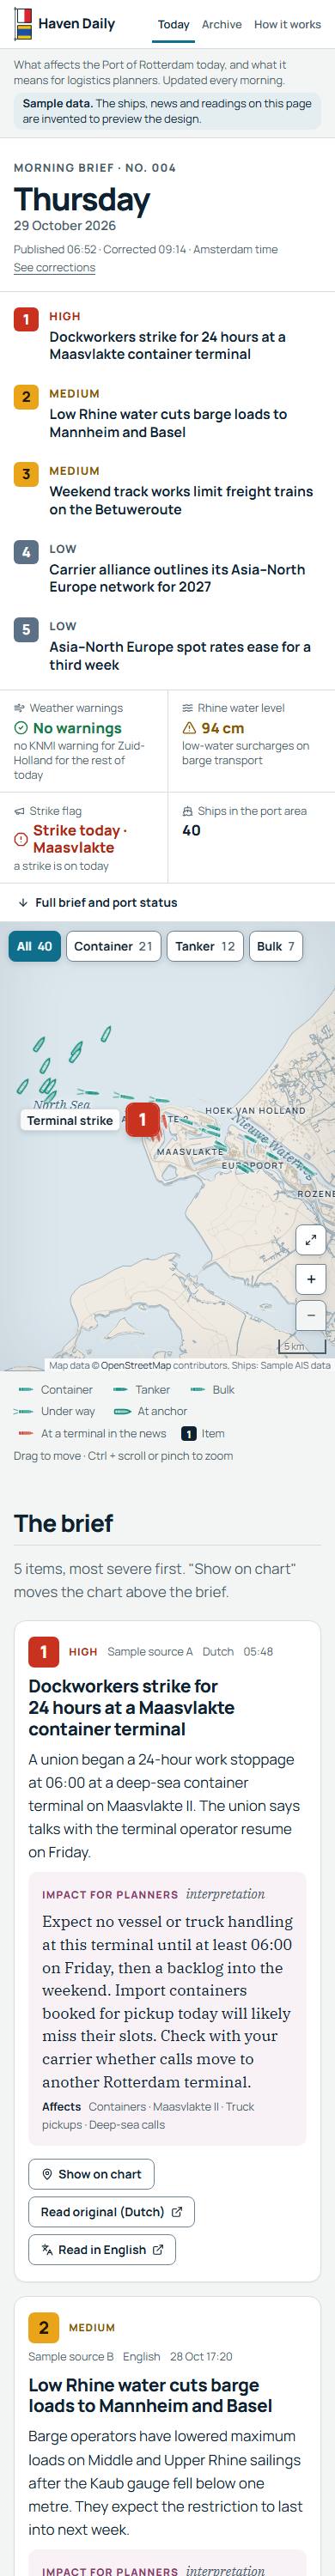 Haven Daily
Today Archive How it works
What affects the Port of Rotterdam today, and what it
means for logistics planners. Updated every morning.
Sample data. The ships, news and readings on this page
are invented to preview the design.
MORNING BRIEF · NO. 004
Thursday
29 October 2026
Published 06:52 · Corrected 09:14 · Amsterdam time
See corrections
1 HIGH
Dockworkers strike for 24 hours at a
Maasvlakte container terminal
2 MEDIUM
Low Rhine water cuts barge loads to
Mannheim and Basel
3 MEDIUM
Weekend track works limit freight trains
on the Betuweroute
4 LOW
Carrier alliance outlines its Asia–North
Europe network for 2027
5 LOW
Asia–North Europe spot rates ease for a
third week
Weather warnings
No warnings
no KNMI warning for Zuid-
Holland for the rest of
today
Rhine water level
94 cm
low-water surcharges on
barge transport
Strike flag
Strike today ·
Maasvlakte
a strike is on today
Ships in the port area
40
Full brief and port status
All 40 Container 21 Tanker 12 Bulk 7
North Sea
HOEK VAN HOLLAND
Terminal strike 1
Nieuwe Waterweg
MAASVLAKTE
5 km
Map data © OpenStreetMap contributors, Ships: Sample AIS data
Container Tanker Bulk
Under way At anchor
At a terminal in the news 1 Item
Drag to move · Ctrl + scroll or pinch to zoom
The brief
5 items, most severe first. "Show on chart"
moves the chart above the brief.
1 HIGH Sample source A Dutch 05:48
Dockworkers strike for
24 hours at a Maasvlakte
container terminal
A union began a 24-hour work stoppage
at 06:00 at a deep-sea container
terminal on Maasvlakte II. The union says
talks with the terminal operator resume
on Friday.
IMPACT FOR PLANNERS interpretation
Expect no vessel or truck handling
at this terminal until at least 06:00
on Friday, then a backlog into the
weekend. Import containers
booked for pickup today will likely
miss their slots. Check with your
carrier whether calls move to
another Rotterdam terminal.
Affects Containers · Maasvlakte II · Truck
pickups · Deep-sea calls
Show on chart
Read original (Dutch)
Read in English
2 MEDIUM
Sample source B English 28 Oct 17:20
Low Rhine water cuts barge
loads to Mannheim and Basel
Barge operators have lowered maximum
loads on Middle and Upper Rhine sailings
after the Kaub gauge fell below one
metre. They expect the restriction to last
into next week.
IMPACT FOR PLANNERS interpretation